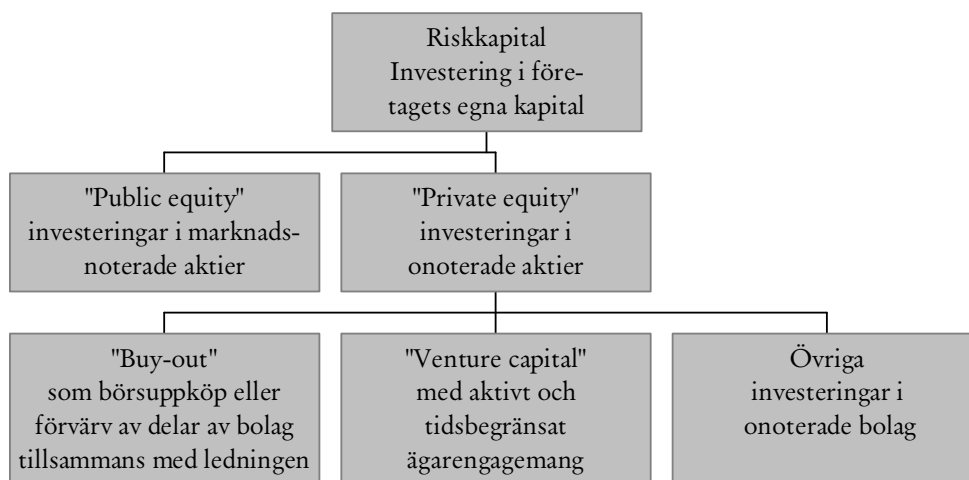 Riskkapital
Investering i före-
tagets egna kapital
"Public equity"
investeringar i marknads-
noterade aktier
"Private equity"
investeringar i
onoterade aktier
"Buy-out"
som börsuppköp eller
förvärv av delar av bolag
tillsammans med ledningen
"Venture capital"
med aktivt och
tidsbegränsat
ägarengagemang
Övriga
investeringar i
onoterade bolag